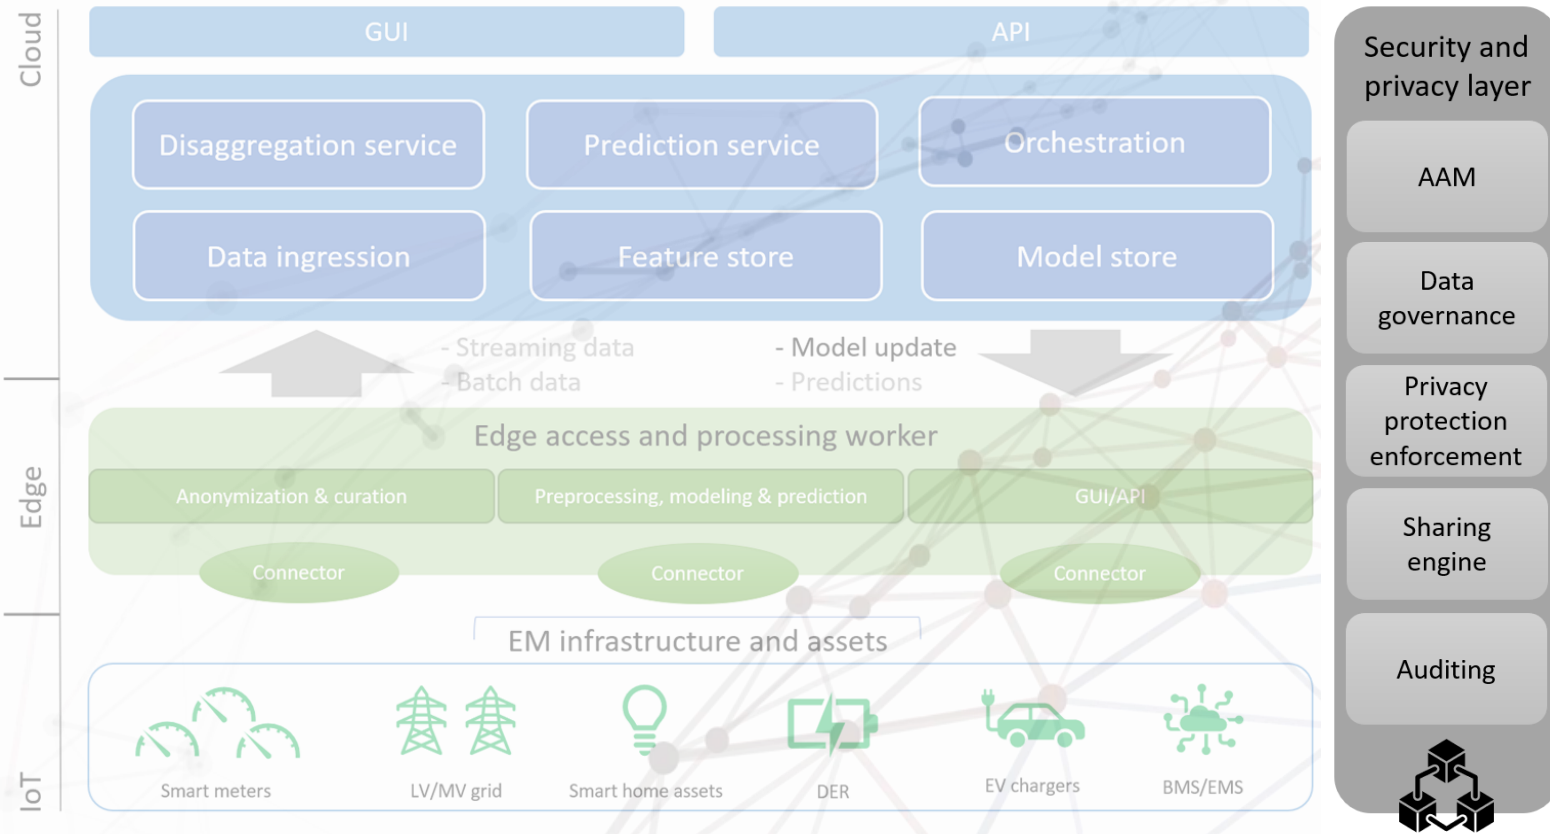 Cloud
GUI
API
Disaggregation service
Prediction service
Orchestration
Data ingression
Feature store
Model store
- Streaming data
- Batch data
- Model update
- Predictions
Edge
Edge access and processing worker
Anonymization & curation
Preprocessing, modeling & prediction
GUI/API
Connector
Connector
Connector
IoT
EM infrastructure and assets
Smart meters
LV/MV grid
Smart home assets
DER
EV chargers
BMS/EMS
Security and
privacy layer
AAM
Data
governance
Privacy
protection
enforcement
Sharing
engine
Auditing